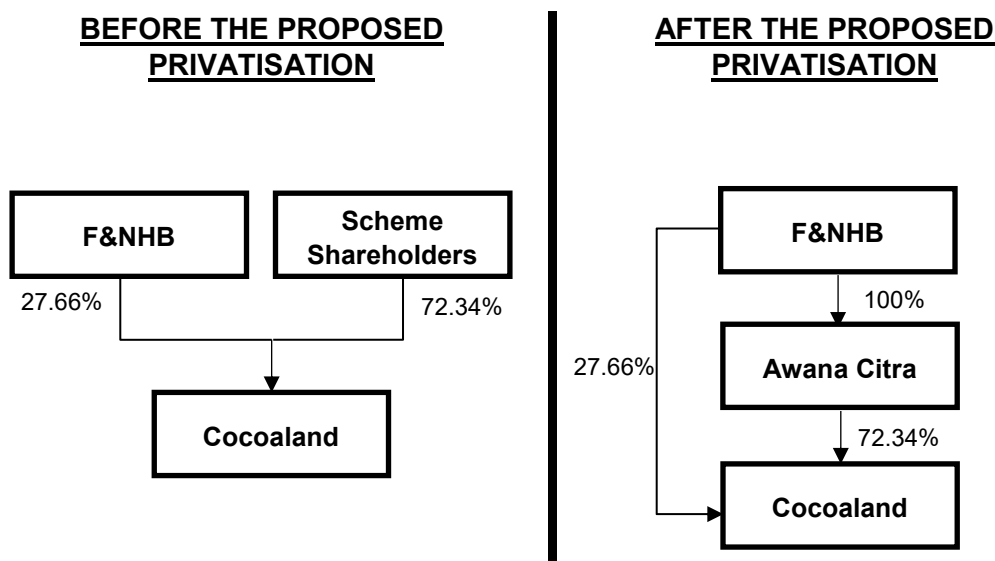 BEFORE THE PROPOSED
PRIVATISATION
F&NHB
Scheme
Shareholders
27.66%
72.34%
Cocoaland
AFTER THE PROPOSED
PRIVATISATION
F&NHB
100%
27.66%
Awana Citra
72.34%
Cocoaland